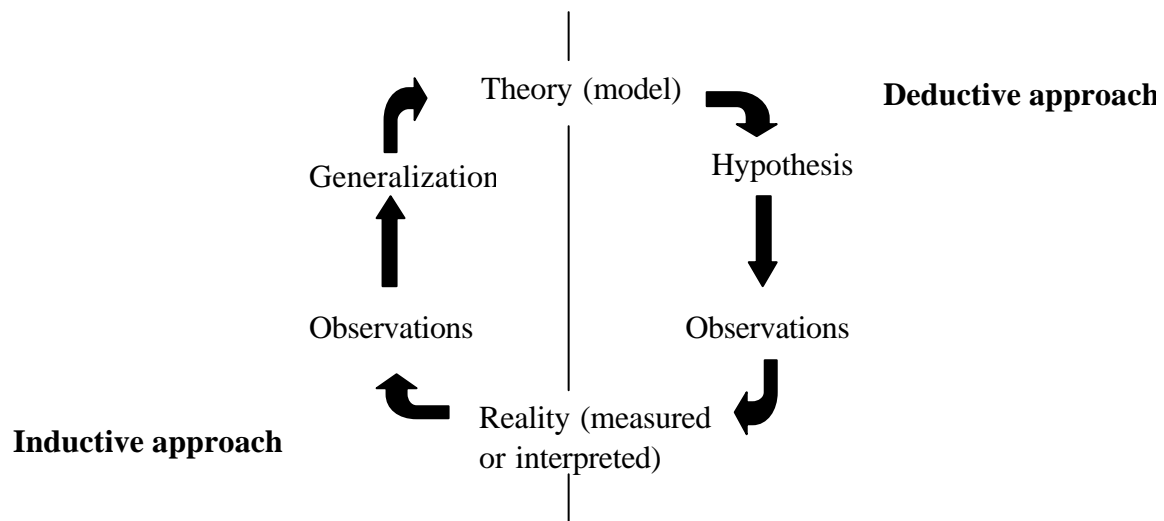 Theory (model)
Deductive approach
Generalization
Hypothesis
Observations
Observations
Reality (measured
or interpreted)
Inductive approach